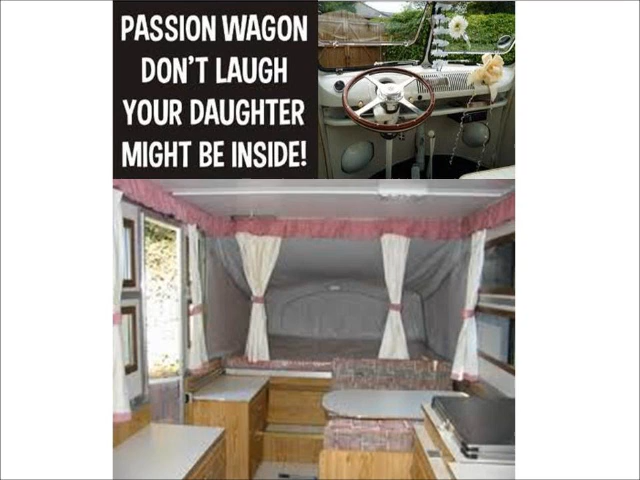 PASSION WAGON
DON'T LAUGH
YOUR DAUGHTER
MIGHT BE INSIDE!